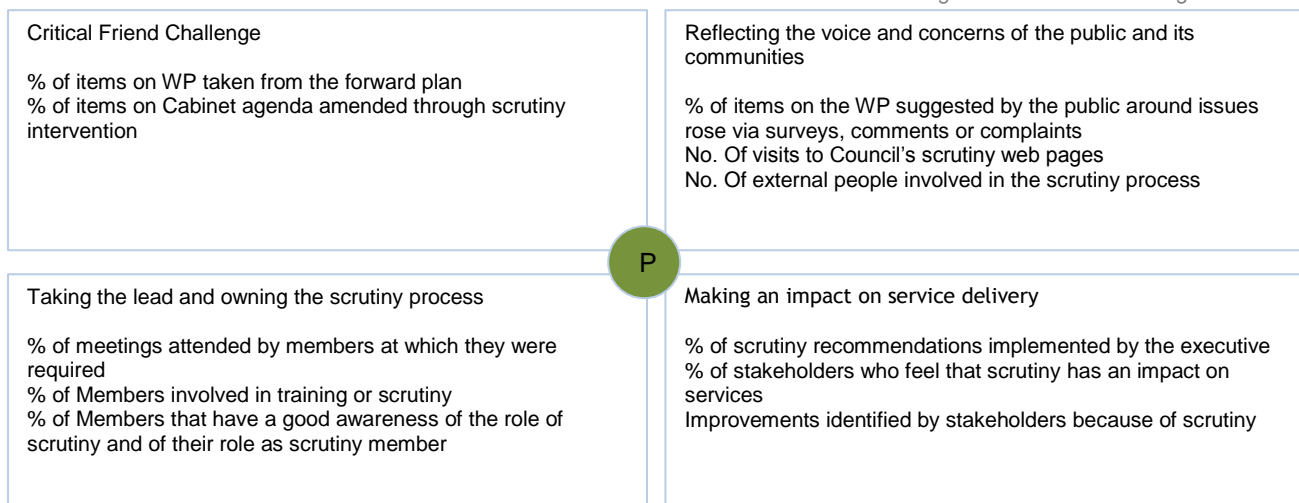 Critical Friend Challenge
% of items on WP taken from the forward plan
% of items on Cabinet agenda amended through scrutiny
intervention
Reflecting the voice and concerns of the public and its
communities
% of items on the WP suggested by the public around issues
rose via surveys, comments or complaints
No. Of visits to Council's scrutiny web pages
No. Of external people involved in the scrutiny process
P
Taking the lead and owning the scrutiny process
% of meetings attended by members at which they were
required
% of Members involved in training or scrutiny
% of Members that have a good awareness of the role of
scrutiny and of their role as scrutiny member
Making an impact on service delivery
% of scrutiny recommendations implemented by the executive
% of stakeholders who feel that scrutiny has an impact on
services
Improvements identified by stakeholders because of scrutiny